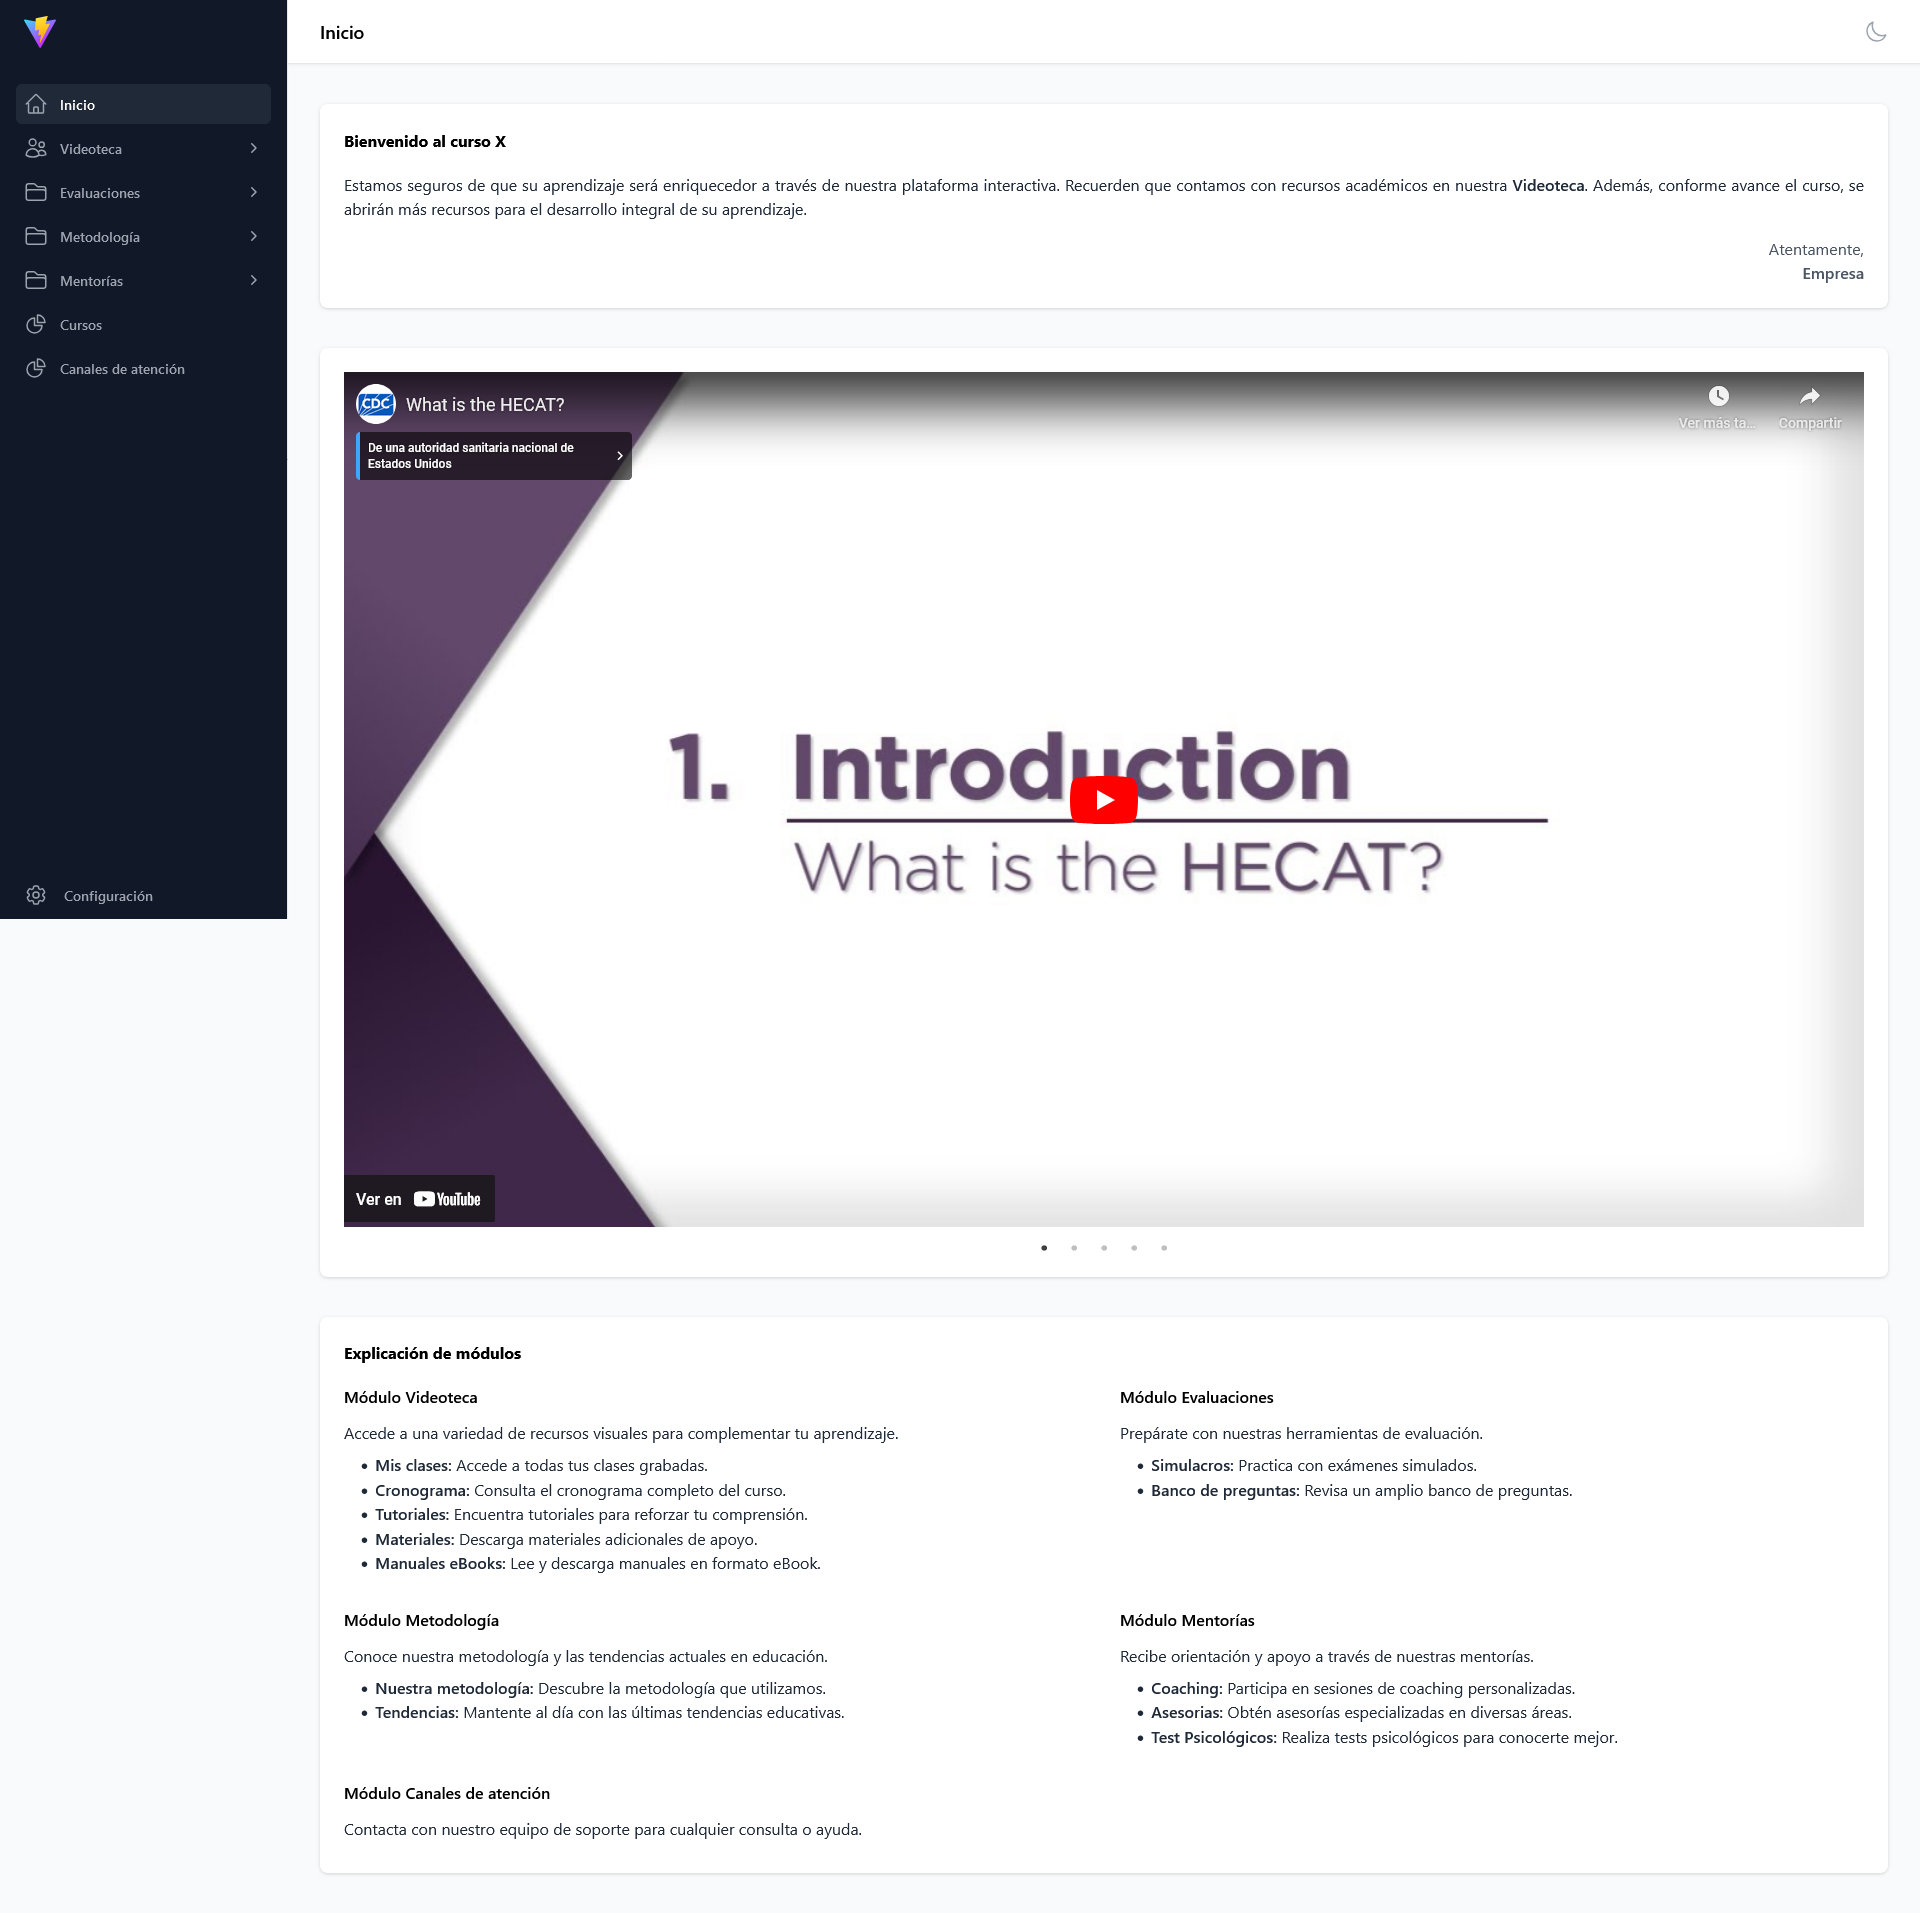 Inicio
Inicio
Videoteca
Evaluaciones
Metodología
Mentorías
Cursos
Canales de atención
Configuración
Bienvenido al curso X
Estamos seguros de que su aprendizaje será enriquecedor a través de nuestra plataforma interactiva. Recuerden que contamos con recursos académicos en nuestra Videoteca. Además, conforme avance el curso, se
abrirán más recursos para el desarrollo integral de su aprendizaje.
Atentamente,
Empresa
CDC What is the HECAT?
Ver más ta... Compartir
De una autoridad sanitaria nacional de
Estados Unidos
1. Introduction
What is the HECAT?
Ver en YouTube
Explicación de módulos
Módulo Videoteca
Accede a una variedad de recursos visuales para complementar tu aprendizaje.
• Mis clases: Accede a todas tus clases grabadas.
• Cronograma: Consulta el cronograma completo del curso.
• Tutoriales: Encuentra tutoriales para reforzar tu comprensión.
• Materiales: Descarga materiales adicionales de apoyo.
• Manuales eBooks: Lee y descarga manuales en formato eBook.
Módulo Evaluaciones
Prepárate con nuestras herramientas de evaluación.
• Simulacros: Practica con exámenes simulados.
• Banco de preguntas: Revisa un amplio banco de preguntas.
Módulo Metodología
Conoce nuestra metodología y las tendencias actuales en educación.
• Nuestra metodología: Descubre la metodología que utilizamos.
• Tendencias: Mantente al día con las últimas tendencias educativas.
Módulo Mentorías
Recibe orientación y apoyo a través de nuestras mentorías.
• Coaching: Participa en sesiones de coaching personalizadas.
• Asesorias: Obtén asesorías especializadas en diversas áreas.
• Test Psicológicos: Realiza tests psicológicos para conocerte mejor.
Módulo Canales de atención
Contacta con nuestro equipo de soporte para cualquier consulta o ayuda.